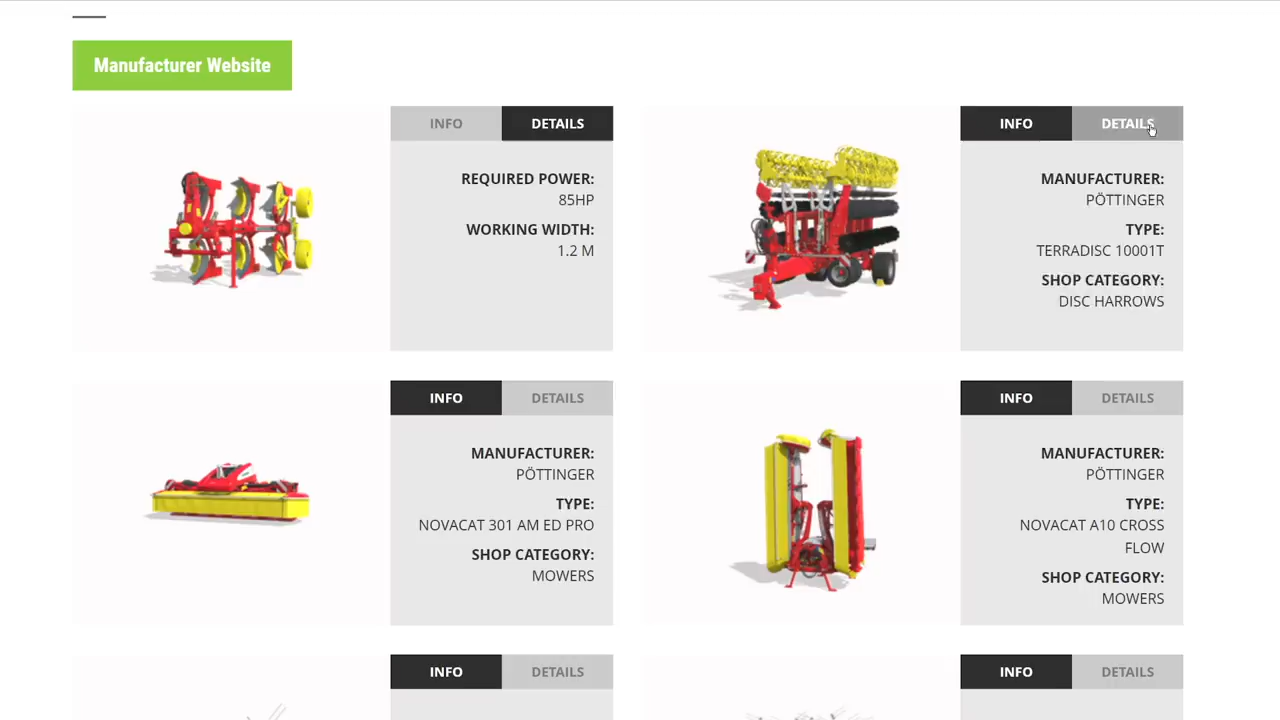 Manufacturer Website
INFO
DETAILS
REQUIRED POWER:
85HP
WORKING WIDTH:
1.2 M
INFO
DETAILS
MANUFACTURER:
PÖTTINGER
TYPE:
TERRADISC 10001T
SHOP CATEGORY:
DISC HARROWS
INFO
DETAILS
MANUFACTURER:
PÖTTINGER
TYPE:
NOVACAT 301 AM ED PRO
SHOP CATEGORY:
MOWERS
INFO
DETAILS
MANUFACTURER:
PÖTTINGER
TYPE:
NOVACAT A10 CROSS
FLOW
SHOP CATEGORY:
MOWERS
INFO
DETAILS
INFO
DETAILS